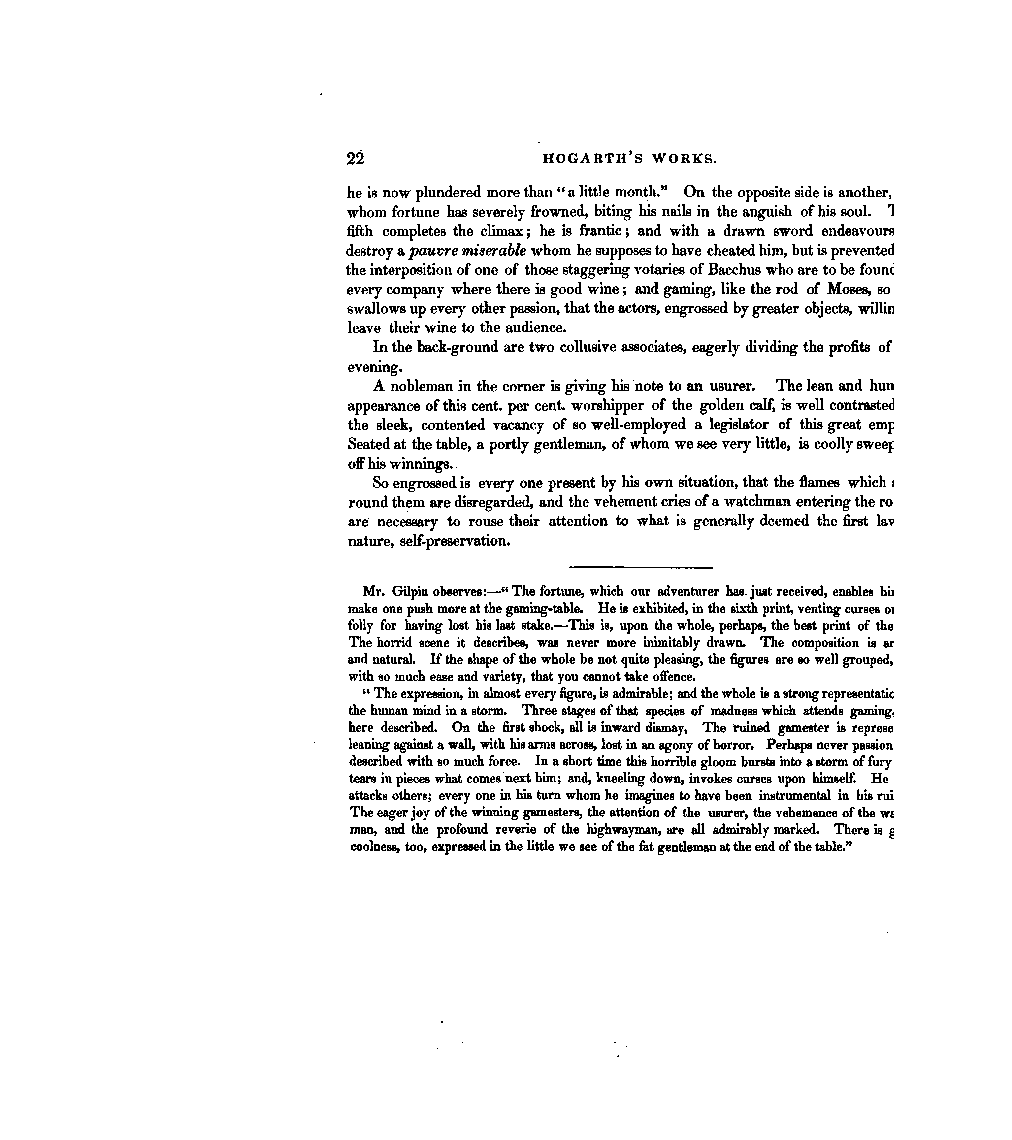 22 HOGARTH'S WORKS.
he is now plundered more than "a little month." On the opposite side is another,
whom fortune has severely frowned, biting his nails in the anguish of his soul.
fifth completes the climax; he is frantic; and with a drawn sword endeavours
destroy a pauvre miserable whom he supposes to have cheated him, but is prevented
the interposition of one of those staggering votaries of Bacchus who are to be
every company where there is good wine; and gaming, like the rod of Moses, so
swallows up every other passion, that the actors, engrossed by greater objects,
leave their wine to the audience.
In the back-ground are two collusive associates, eagerly dividing the profits of
evening.
A nobleman in the corner is giving his note to an usurer. The lean and
appearance of this cent. per cent. worshipper of the golden calf, is well contrasted
the sleek, contented vacancy of so well-employed a legislator of this great
Seated at the table, a portly gentleman, of whom we see very little, is coolly
off his winnings.
So engrossed is every one present by his own situation, that the flames which
round them are disregarded, and the vehement cries of a watchman entering the
are necessary to rouse their attention to what is generally deemed the first
nature, self-preservation.
Mr. Gilpin observes:—"The fortune, which our adventurer has just received, enables
make one push more at the gaming-table. He is exhibited, in the sixth print, venting curses
folly for having lost his last stake.—This is, upon the whole, perhaps, the best print of the
The horrid scene it describes, was never more inimitably drawn. The composition is
and natural. If the shape of the whole be not quite pleasing, the figures are so well grouped,
with so much ease and variety, that you cannot take offence.
"The expression, in almost every figure, is admirable; and the whole is a strong
the human mind in a storm. Three stages of that species of madness which attends gaming,
here described. On the first shock, all is inward dismay, The ruined gamester is
leaning against a wall, with his arms across, lost in an agony of horror. Perhaps never passion
described with so much force. In a short time this horrible gloom bursts into a storm of fury
tears in pieces what comes next him; and, kneeling down, invokes curses upon himself. He
attacks others; every one in his turn whom he imagines to have been instrumental in his
The eager joy of the winning gamesters, the attention of the usurer, the vehemence of the
man, and the profound reverie of the highwayman, are all admirably marked. There is
coolness, too, expressed in the little we see of the fat gentleman at the end of the table."